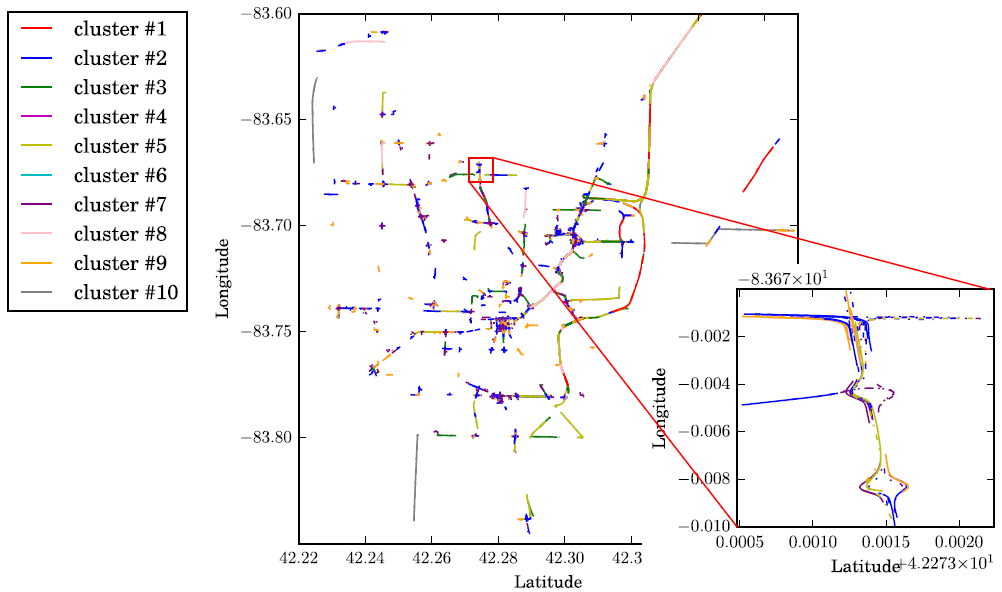 cluster #1
cluster #2
cluster #3
cluster #4
cluster #5
cluster #6
cluster #7
cluster #8
cluster #9
cluster #10
−83.60
−83.65
−83.70
−83.75
−83.80
Longitude
42.22 42.24 42.26 42.28 42.30 42.3
Latitude
−8.367×10¹
−0.002
−0.004
−0.006
−0.008
−0.010
Longitude
0.0005 0.0010 0.0015 0.0020
Latitude +4.2273×10¹